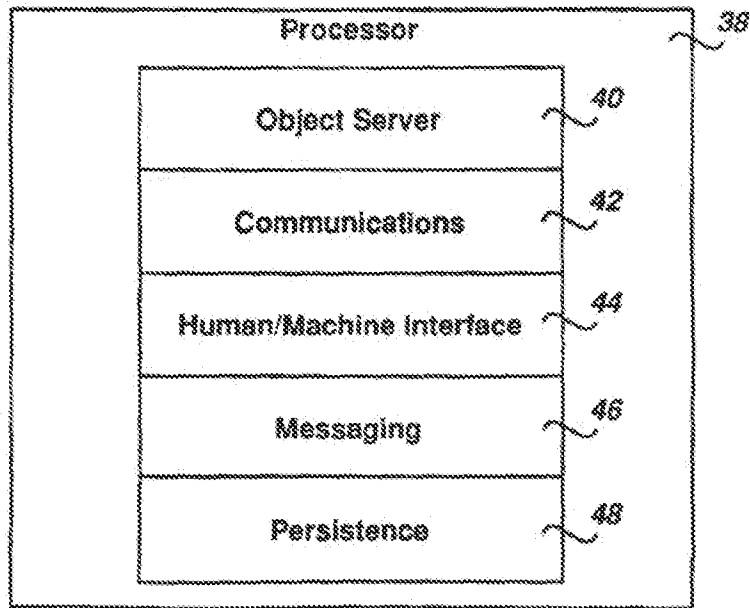 Processor 38
Object Server 40
Communications 42
Human/Machine Interface 44
Messaging 46
Persistence 48